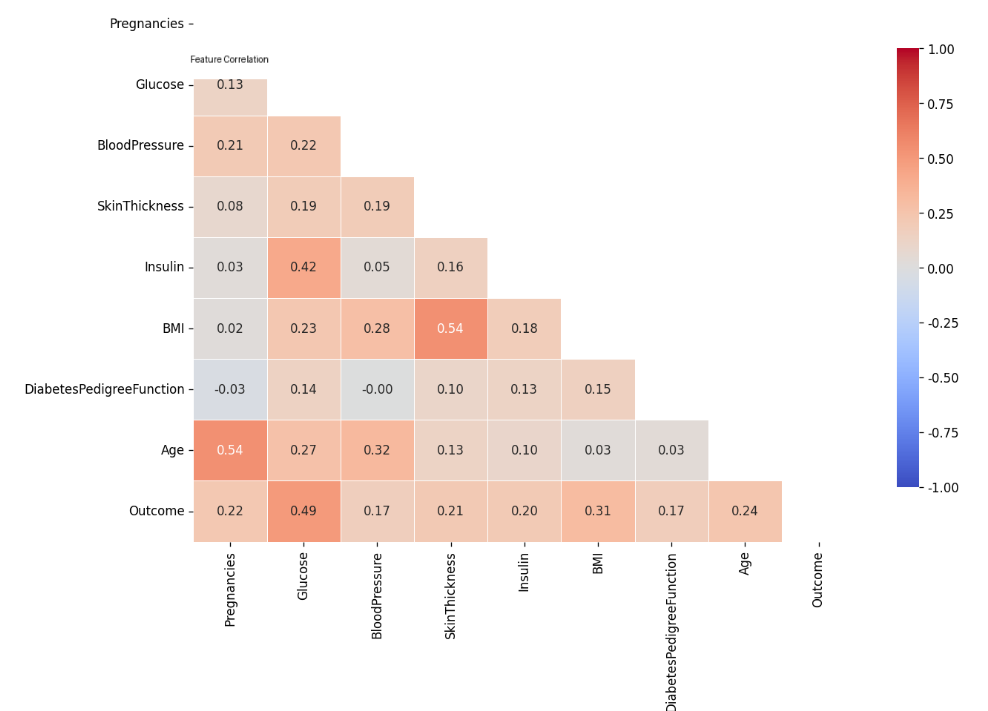 Pregnancies
Feature Correlation
1.00
Glucose 0.13
0.75
BloodPressure 0.21 0.22
0.50
SkinThickness 0.08 0.19 0.19
0.25
Insulin 0.03 0.42 0.05 0.16
0.00
BMI 0.02 0.23 0.28 0.54 0.18
-0.25
DiabetesPedigreeFunction -0.03 0.14 -0.00 0.10 0.13 0.15
-0.50
Age 0.54 0.27 0.32 0.13 0.10 0.03 0.03
-0.75
-1.00
Outcome 0.22 0.49 0.17 0.21 0.20 0.31 0.17 0.24
Pregnancies
Glucose
BloodPressure
SkinThickness
Insulin
BMI
DiabetesPedigreeFunction
Age
Outcome